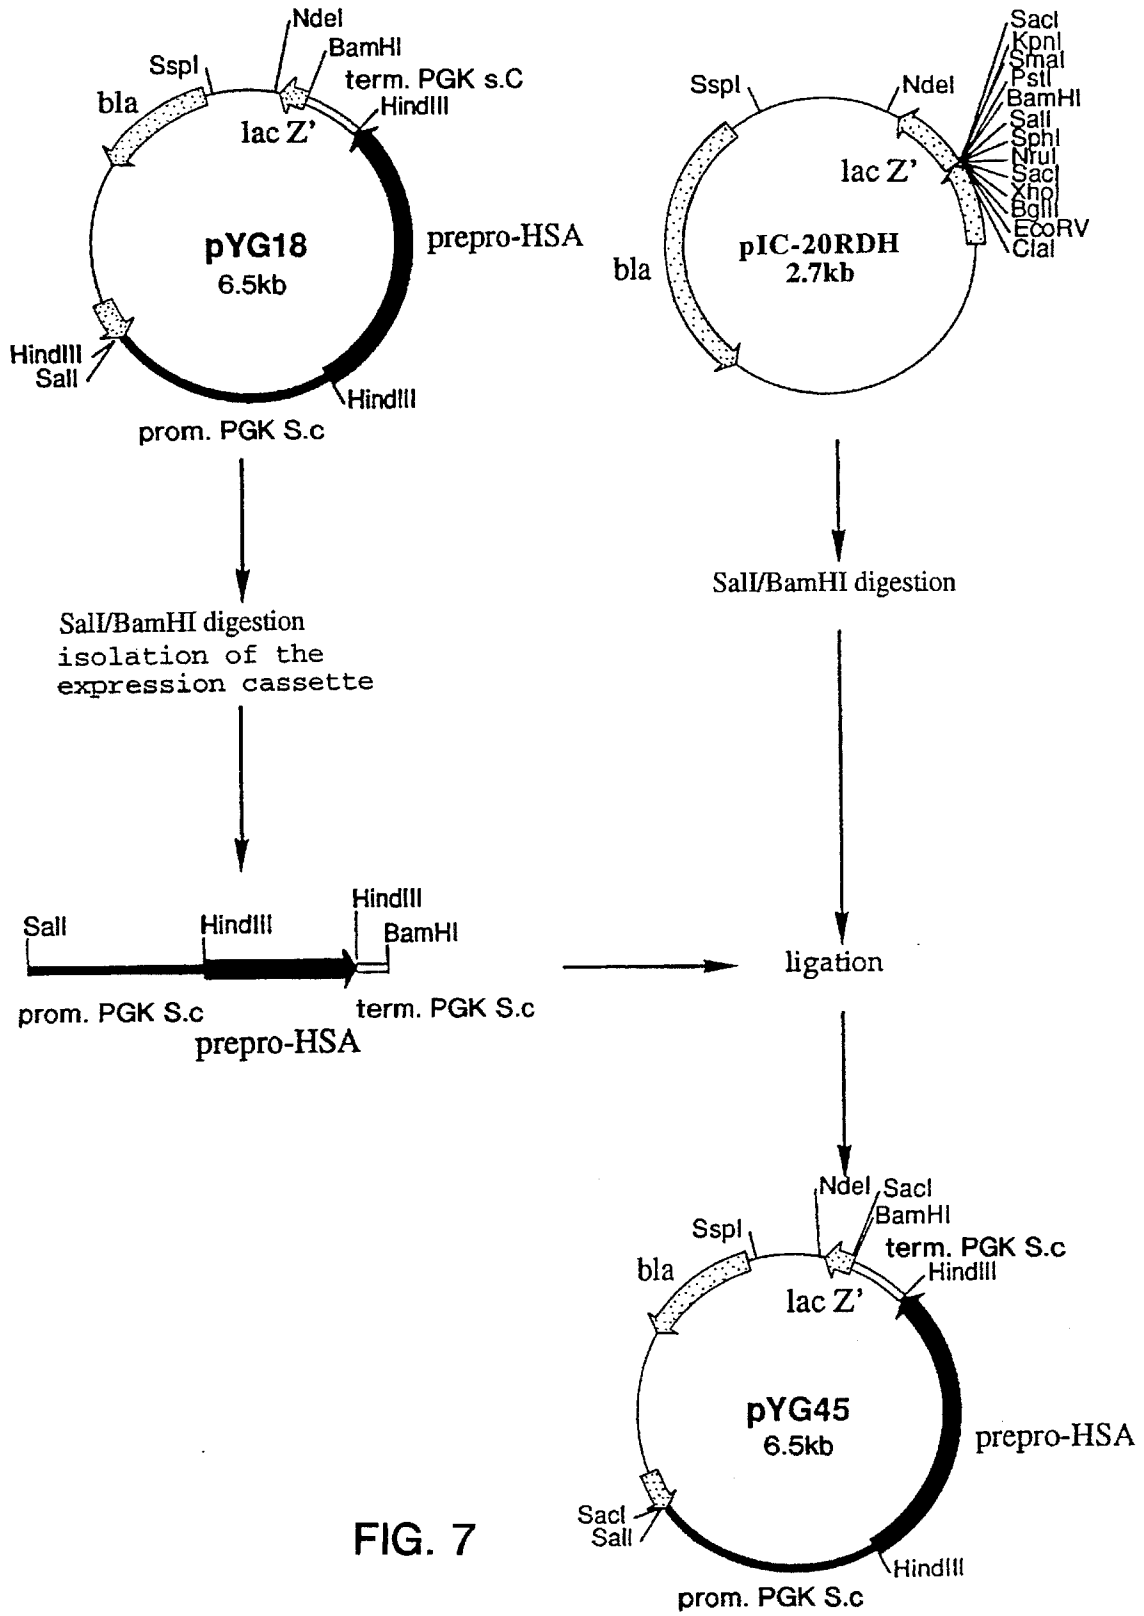 NdeI
BamHI
SspI
term. PGK s.C
bla
HindIII
lac Z'
prepro-HSA
pYG18
6.5kb
HindIII
SalI
HindIII
prom. PGK S.c
SacI
KpnI
SmaI
PstI
BamHI
SalI
SphI
NruI
SacI
XhoI
BglII
EcoRV
ClaI
SspI
NdeI
lac Z'
pIC-20RDH
2.7kb
bla
SalI/BamHI digestion
isolation of the
expression cassette
SalI/BamHI digestion
SalI
HindIII
HindIII
BamHI
prom. PGK S.c
term. PGK S.c
prepro-HSA
ligation
NdeI
SacI
BamHI
SspI
term. PGK S.c
bla
HindIII
lac Z'
pYG45
6.5kb
prepro-HSA
SacI
SalI
HindIII
prom. PGK S.c
FIG. 7